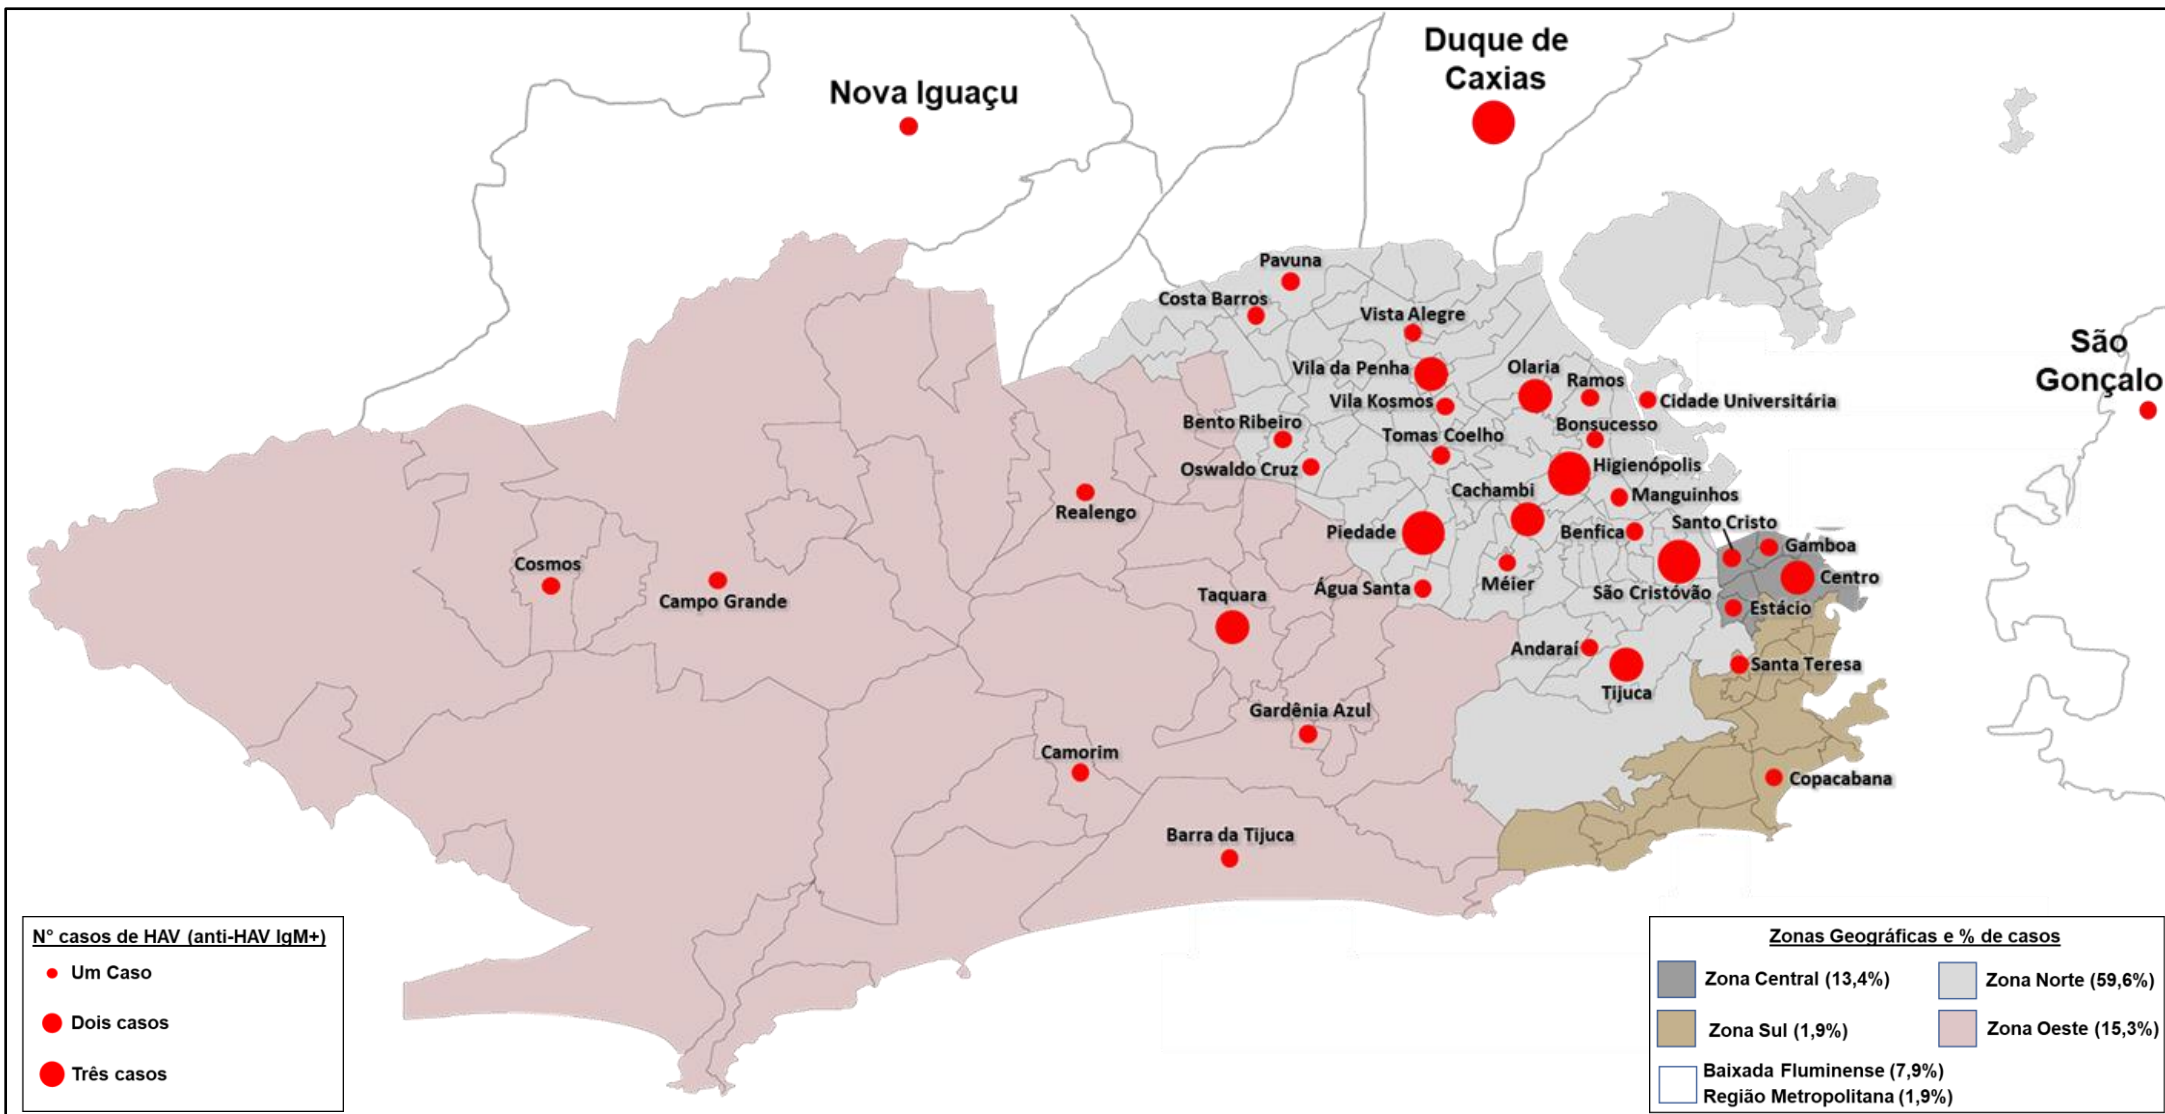 Duque de
Caxias
Nova Iguaçu
São
Gonçalo
Pavuna
Costa Barros
Vista Alegre
Vila da Penha
Olaria
Ramos
Cidade Universitária
Vila Kosmos
Bento Ribeiro
Bonsucesso
Tomas Coelho
Oswaldo Cruz
Higienópolis
Cachambi
Manguinhos
Realengo
Santo Cristo
Piedade
Benfica
Gamboa
Cosmos
Centro
Campo Grande
Méier
Água Santa
São Cristóvão
Taquara
Estácio
Andaraí
Santa Teresa
Tijuca
Gardênia Azul
Camorim
Copacabana
Barra da Tijuca
N° casos de HAV (anti-HAV IgM+)
Um Caso
Dois casos
Três casos
Zonas Geográficas e % de casos
Zona Central (13,4%)
Zona Norte (59,6%)
Zona Sul (1,9%)
Zona Oeste (15,3%)
Baixada Fluminense (7,9%)
Região Metropolitana (1,9%)